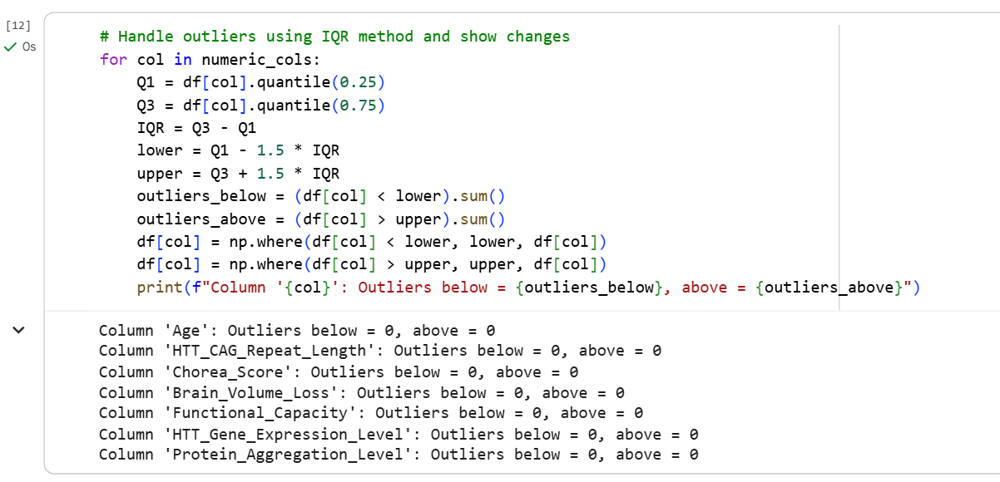 [12]
0s
# Handle outliers using IQR method and show changes
for col in numeric_cols:
    Q1 = df[col].quantile(0.25)
    Q3 = df[col].quantile(0.75)
    IQR = Q3 - Q1
    lower = Q1 - 1.5 * IQR
    upper = Q3 + 1.5 * IQR
    outliers_below = (df[col] < lower).sum()
    outliers_above = (df[col] > upper).sum()
    df[col] = np.where(df[col] < lower, lower, df[col])
    df[col] = np.where(df[col] > upper, upper, df[col])
    print(f"Column '{col}': Outliers below = {outliers_below}, above = {outliers_above}")
Column 'Age': Outliers below = 0, above = 0
Column 'HTT_CAG_Repeat_Length': Outliers below = 0, above = 0
Column 'Chorea_Score': Outliers below = 0, above = 0
Column 'Brain_Volume_Loss': Outliers below = 0, above = 0
Column 'Functional_Capacity': Outliers below = 0, above = 0
Column 'HTT_Gene_Expression_Level': Outliers below = 0, above = 0
Column 'Protein_Aggregation_Level': Outliers below = 0, above = 0